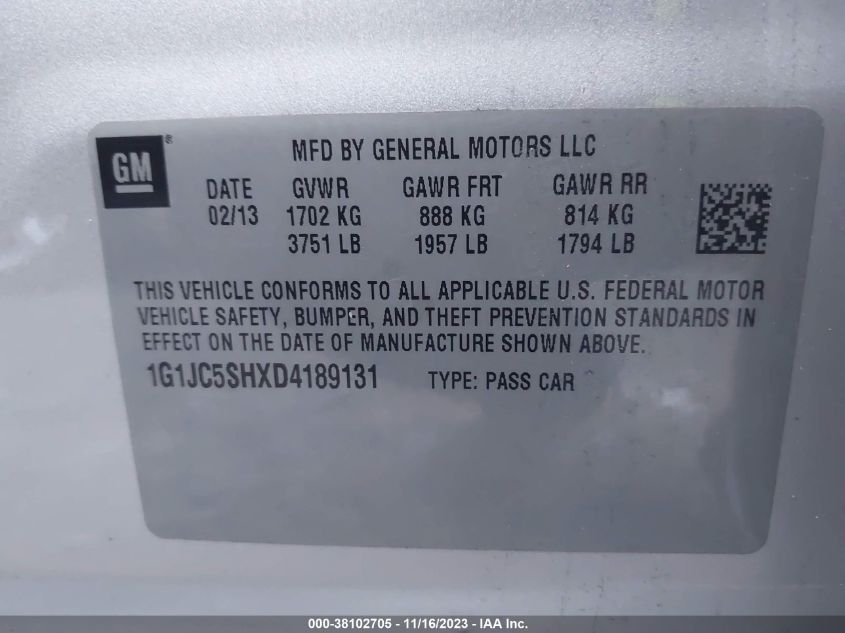 GM®
MFD BY GENERAL MOTORS LLC
DATE GVWR GAWR FRT GAWR RR
02/13 1702 KG 888 KG 814 KG
3751 LB 1957 LB 1794 LB
THIS VEHICLE CONFORMS TO ALL APPLICABLE U.S. FEDERAL MOTOR
VEHICLE SAFETY, BUMPER, AND THEFT PREVENTION STANDARDS IN
EFFECT ON THE DATE OF MANUFACTURE SHOWN ABOVE.
1G1JC5SHXD4189131 TYPE: PASS CAR
000-38102705 - 11/16/2023 - IAA Inc.